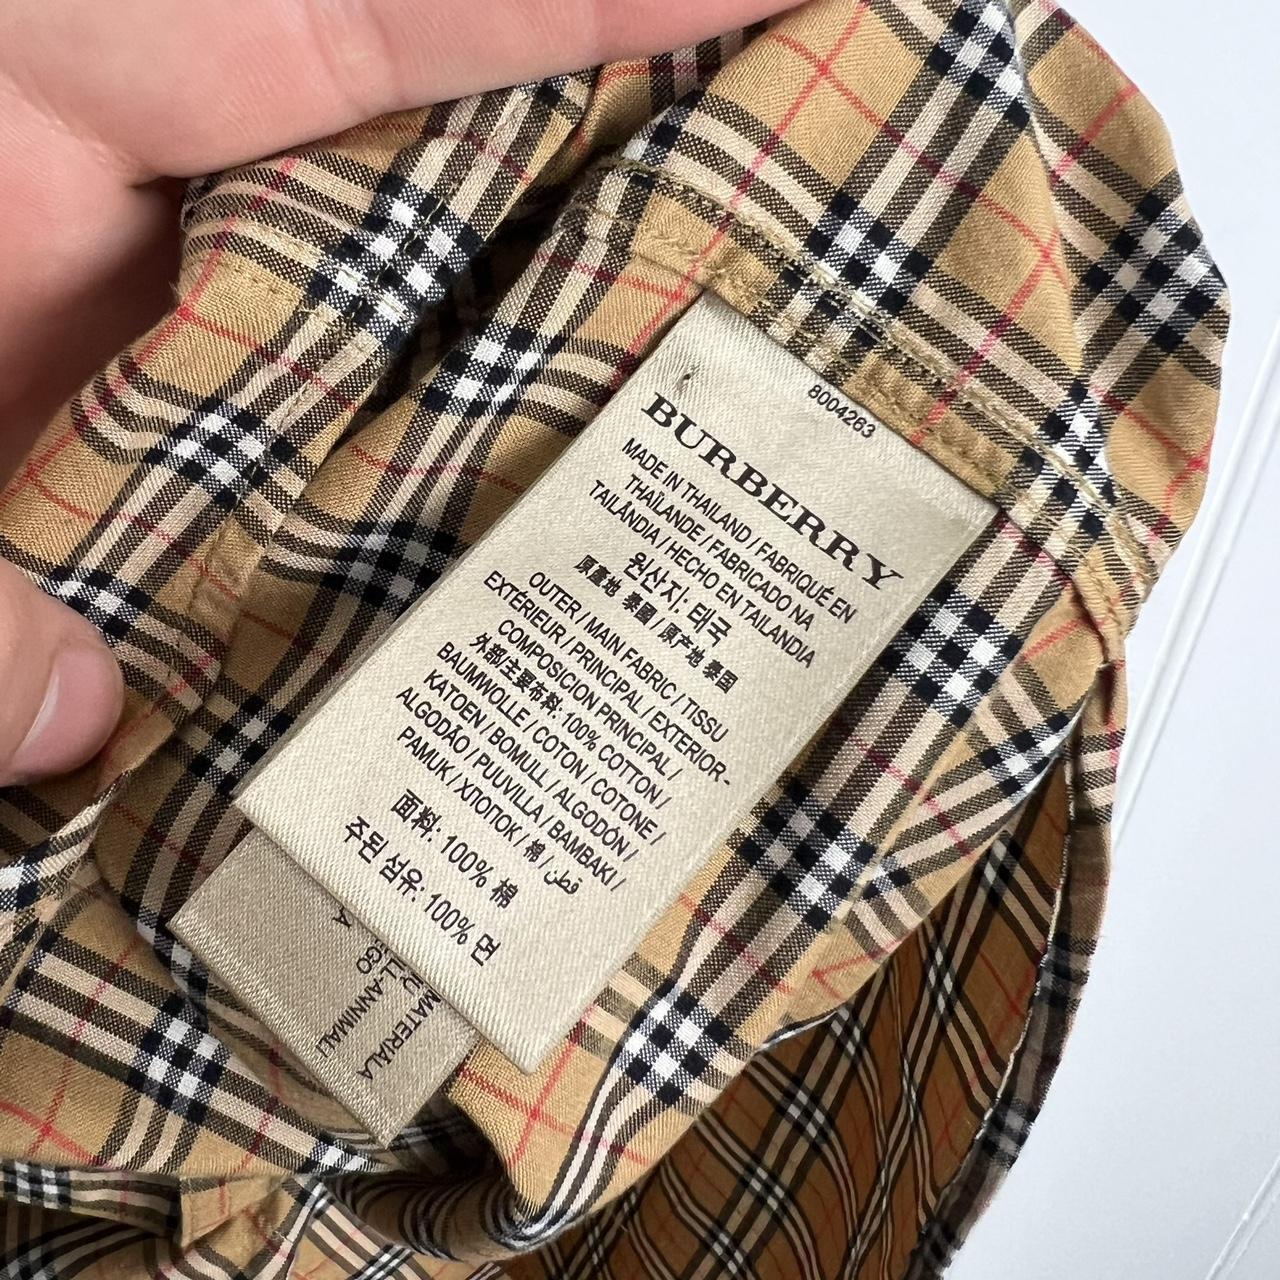 8004263
BURBERRY
MADE IN THAILAND / FABRIQUÉ EN
THAÏLANDE / FABRICADO NA
TAILÂNDIA / HECHO EN TAILANDIA
원산지: 태국
原產地 泰國 / 原产地 泰國
OUTER / MAIN FABRIC / TISSU
EXTÉRIEUR / PRINCIPAL / EXTERIOR-
COMPOSICION PRINCIPAL /
外部/主要布料: 100% COTTON /
BAUMWOLLE / COTON / COTONE /
KATOEN / BOMULL / ALGODÓN /
ALGODÃO / PUUVILLA / BAMBAKI /
PAMUK / ХЛОПОК / 棉 / قطن
面料: 100% 棉
주된 섬유: 100% 면
MATERIALA
ANIMALI